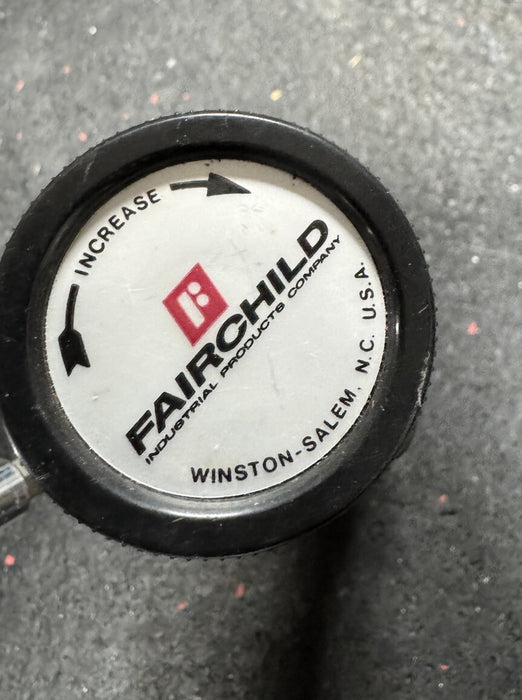 INCREASE
FAIRCHILD
INDUSTRIAL PRODUCTS COMPANY
WINSTON-SALEM, N.C. U.S.A.